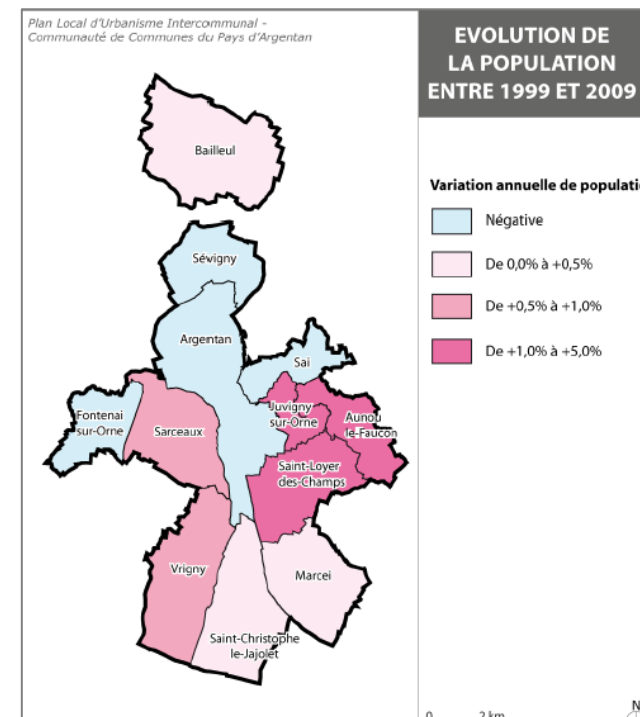 Plan Local d'Urbanisme Intercommunal -
Communauté de Communes du Pays d'Argentan
EVOLUTION DE
LA POPULATION
ENTRE 1999 ET 2009
Variation annuelle de populati
Négative
De 0,0% à +0,5%
De +0,5% à +1,0%
De +1,0% à +5,0%
Bailleul
Sévigny
Argentan
Sai
Fontenai
sur-Orne
Sarceaux
Juvigny
sur-Orne
Aunou
le-Faucon
Saint-Loyer
des-Champs
Vrigny
Marcei
Saint-Christophe
le-Jajolet
N
0 2 km